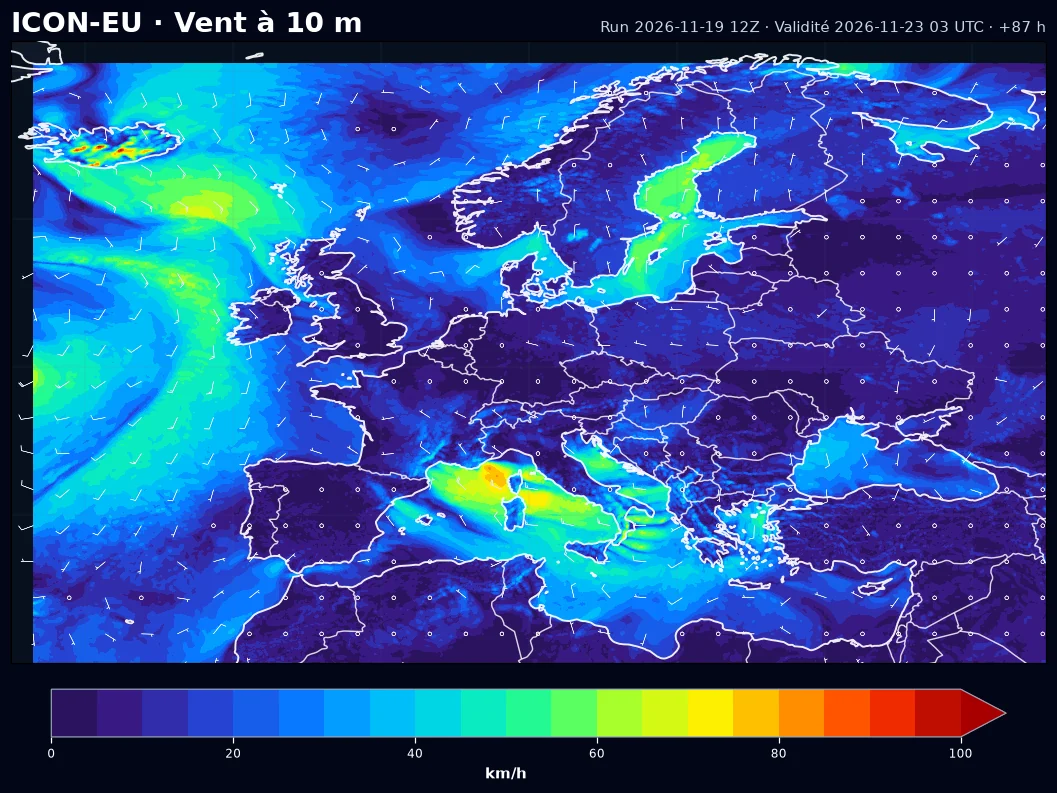 ICON-EU · Vent à 10 m
Run 2026-11-19 12Z · Validité 2026-11-23 03 UTC · +87 h
0 20 40 60 80 100
km/h